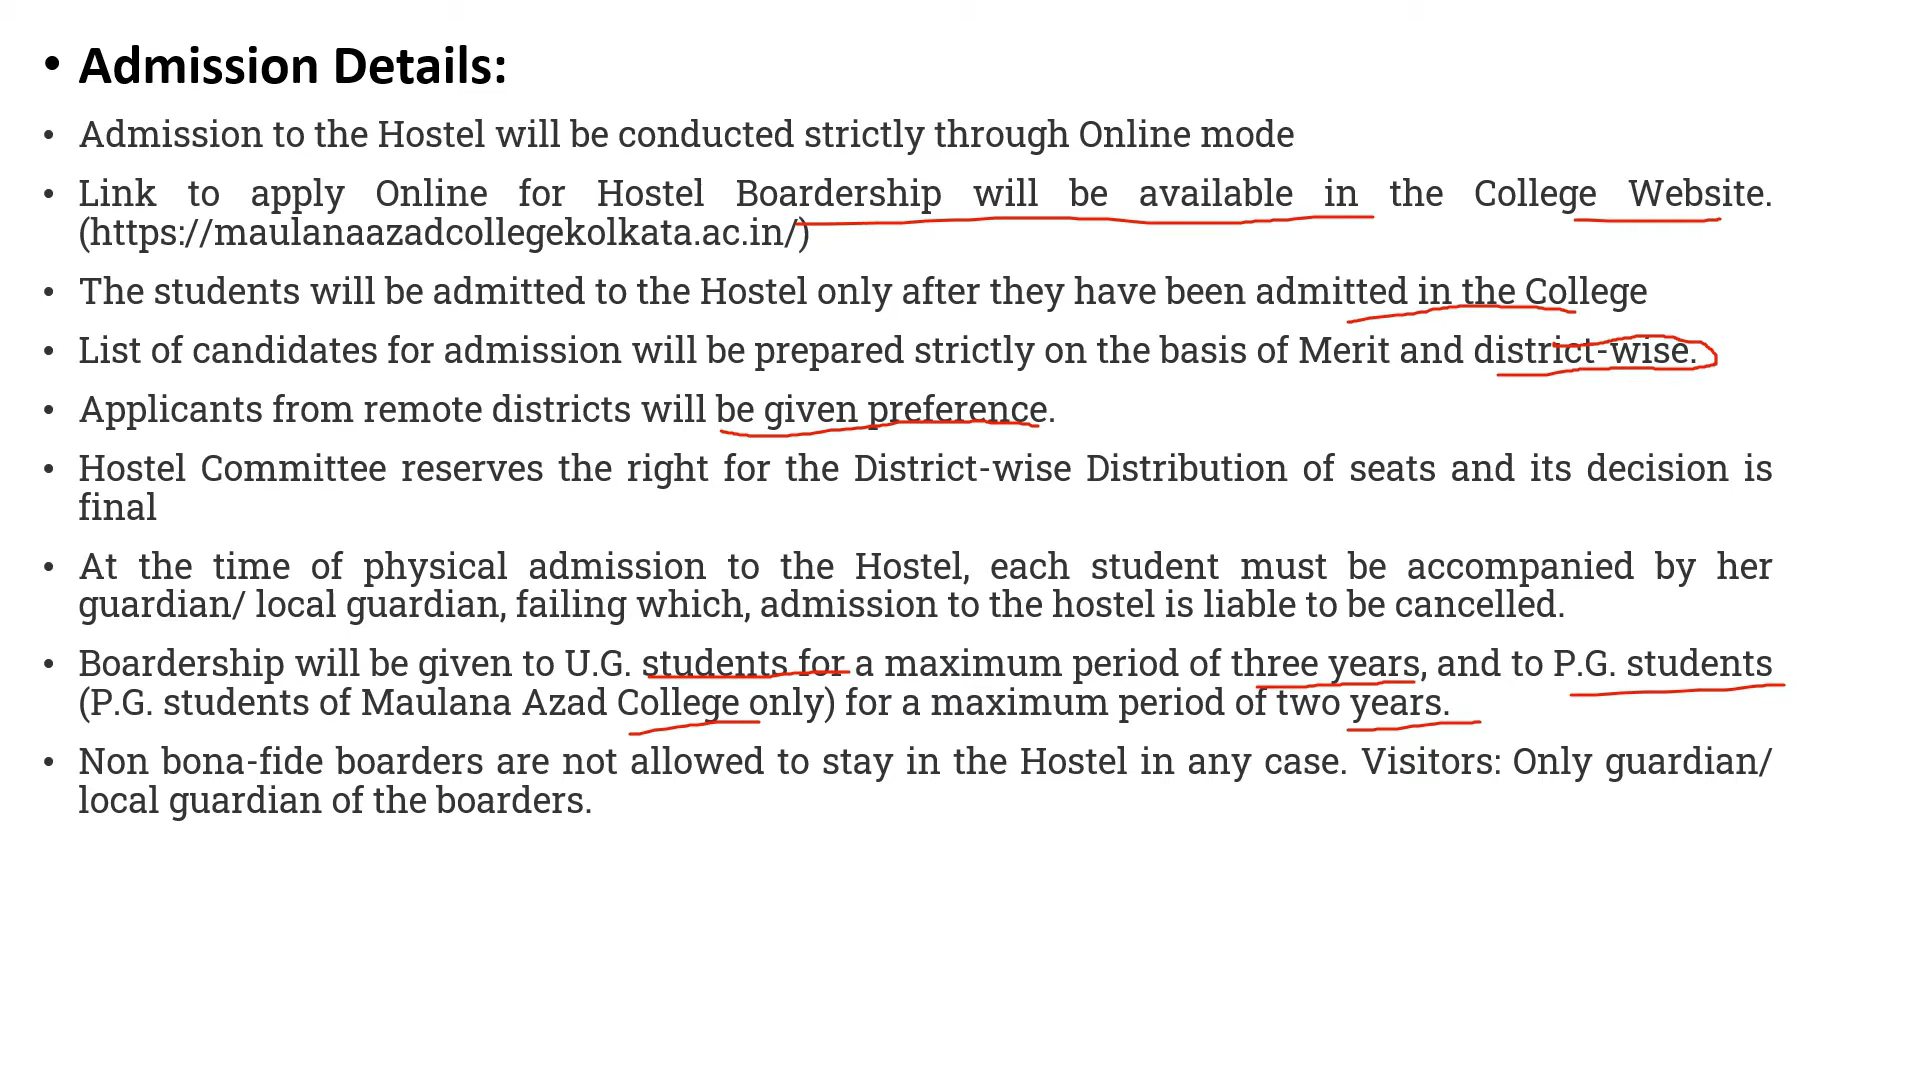 • Admission Details:
• Admission to the Hostel will be conducted strictly through Online mode
• Link to apply Online for Hostel Boardership will be available in the College Website.
(https://maulanaazadcollegekolkata.ac.in/)
• The students will be admitted to the Hostel only after they have been admitted in the College
• List of candidates for admission will be prepared strictly on the basis of Merit and district-wise.
• Applicants from remote districts will be given preference.
• Hostel Committee reserves the right for the District-wise Distribution of seats and its decision is
final
• At the time of physical admission to the Hostel, each student must be accompanied by her
guardian/ local guardian, failing which, admission to the hostel is liable to be cancelled.
• Boardership will be given to U.G. students for a maximum period of three years, and to P.G. students
(P.G. students of Maulana Azad College only) for a maximum period of two years.
• Non bona-fide boarders are not allowed to stay in the Hostel in any case. Visitors: Only guardian/
local guardian of the boarders.